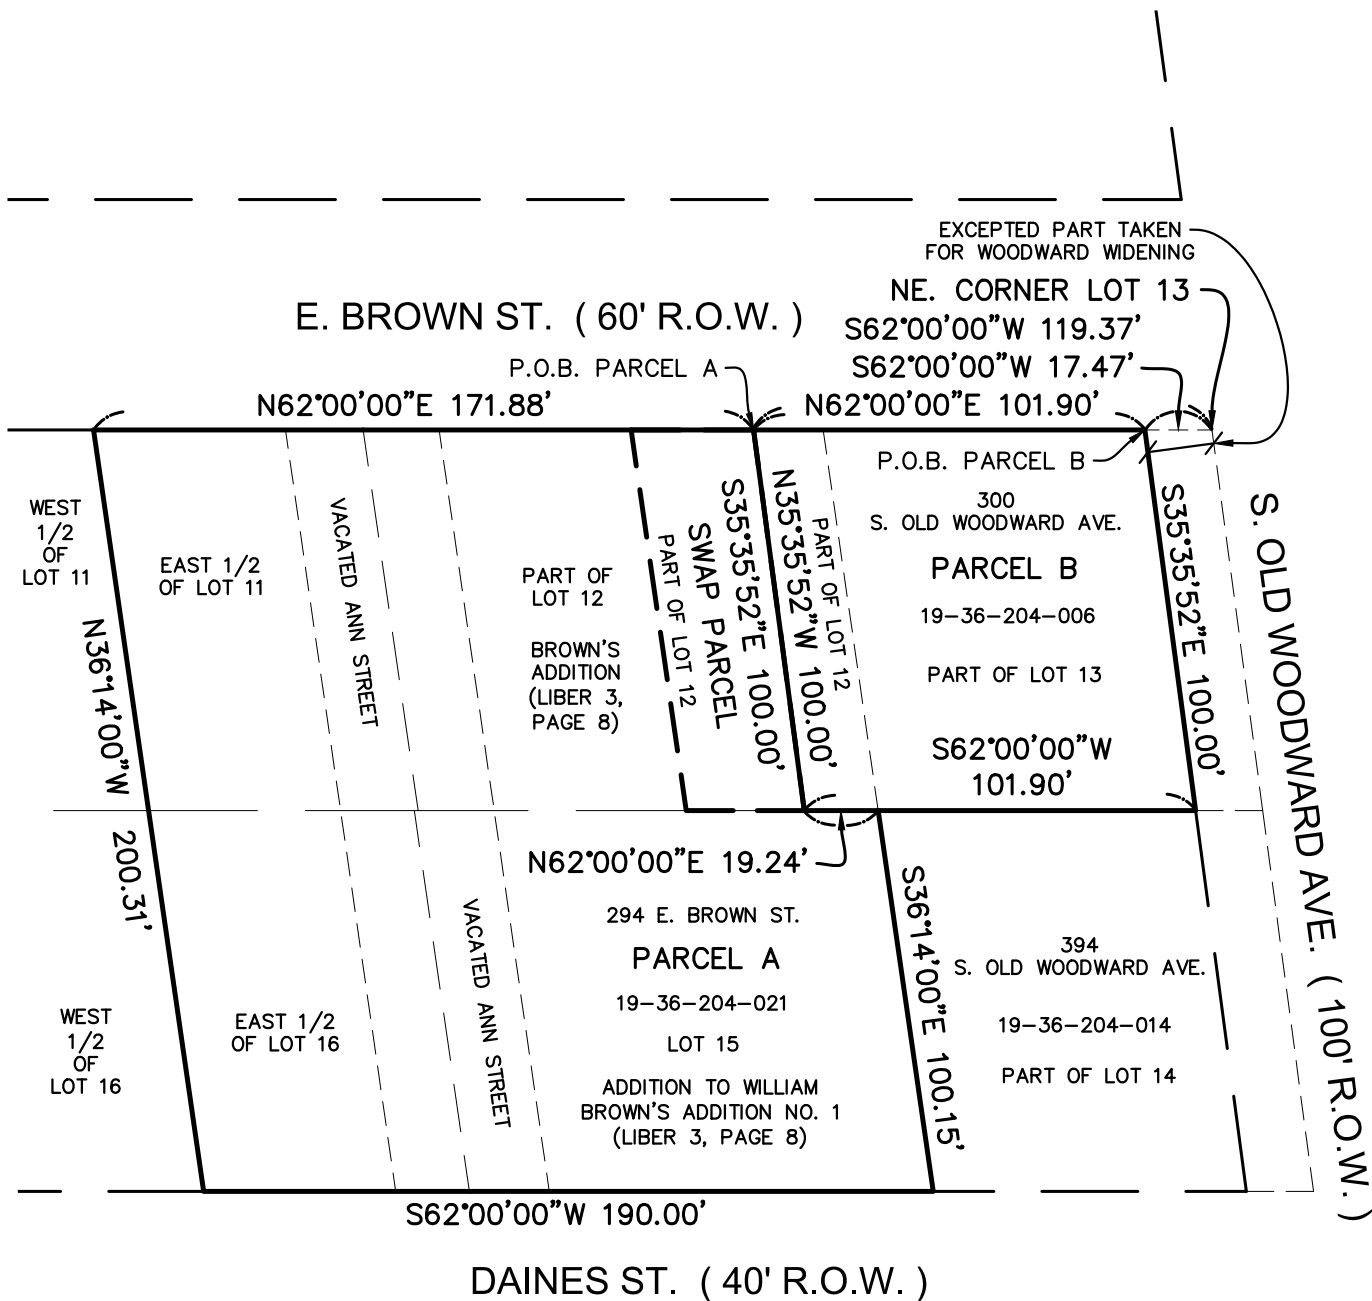 EXCEPTED PART TAKEN
FOR WOODWARD WIDENING
NE. CORNER LOT 13
E. BROWN ST. ( 60' R.O.W. )
S62°00'00"W 119.37'
S62°00'00"W 17.47'
P.O.B. PARCEL A
N62°00'00"E 171.88'
N62°00'00"E 101.90'
P.O.B. PARCEL B
WEST
1/2
OF
LOT 11
EAST 1/2
OF LOT 11
VACATED ANN STREET
PART OF
LOT 12
BROWN'S
ADDITION
(LIBER 3,
PAGE 8)
PART OF LOT 12
SWAP PARCEL
S35°35'52"E 100.00'
N35°35'52"W 100.00'
PART OF LOT 12
300
S. OLD WOODWARD AVE.
PARCEL B
19-36-204-006
PART OF LOT 13
S62°00'00"W
101.90'
S35°35'52"E 100.00'
S. OLD WOODWARD AVE. ( 100' R.O.W. )
N36°14'00"W
200.31'
N62°00'00"E 19.24'
WEST
1/2
OF
LOT 16
EAST 1/2
OF LOT 16
VACATED ANN STREET
294 E. BROWN ST.
PARCEL A
19-36-204-021
LOT 15
ADDITION TO WILLIAM
BROWN'S ADDITION NO. 1
(LIBER 3, PAGE 8)
S36°14'00"E 100.15'
394
S. OLD WOODWARD AVE.
19-36-204-014
PART OF LOT 14
S62°00'00"W 190.00'
DAINES ST. ( 40' R.O.W. )